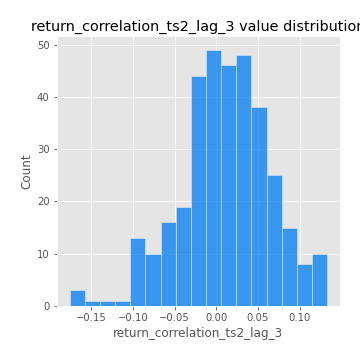 return_correlation_ts2_lag_3 value distribution
50
40
30
20
10
0
Count
−0.15 −0.10 −0.05 0.00 0.05 0.10
return_correlation_ts2_lag_3